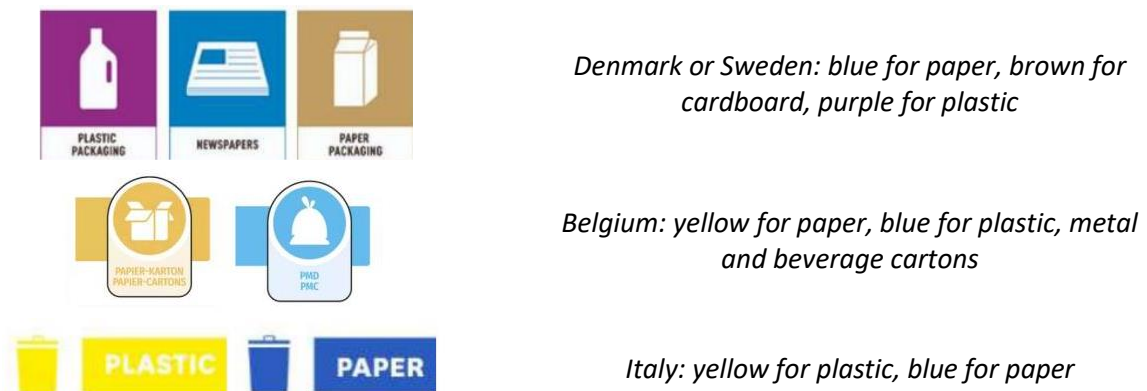 PLASTIC
PACKAGING
NEWSPAPERS
PAPER
PACKAGING
Denmark or Sweden: blue for paper, brown for
cardboard, purple for plastic
PAPIER-KARTON
PAPIER-CARTONS
PMD
PMC
Belgium: yellow for paper, blue for plastic, metal
and beverage cartons
PLASTIC
PAPER
Italy: yellow for plastic, blue for paper